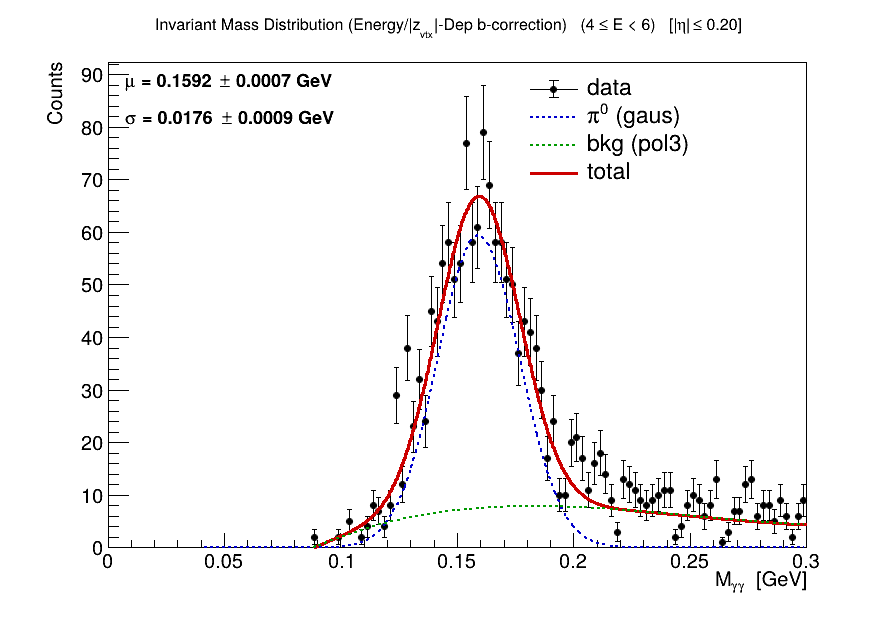 Invariant Mass Distribution (Energy/|z_vtx|-Dep b-correction) (4 ≤ E < 6) [|η| ≤ 0.20]
Counts
μ = 0.1592 ± 0.0007 GeV
σ = 0.0176 ± 0.0009 GeV
data
π⁰ (gaus)
bkg (pol3)
total
90
80
70
60
50
40
30
20
10
0
0 0.05 0.1 0.15 0.2 0.25 0.3
M_γγ [GeV]